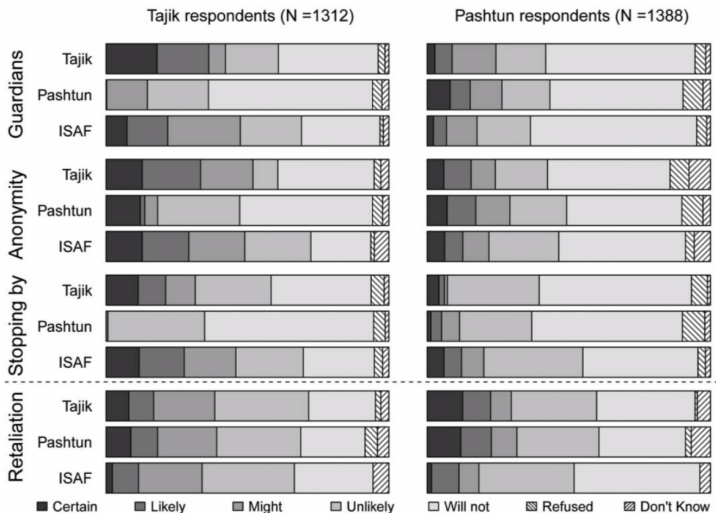 Tajik respondents (N =1312)
Pashtun respondents (N =1388)
Guardians
Tajik
Pashtun
ISAF
Anonymity
Tajik
Pashtun
ISAF
Stopping by
Tajik
Pashtun
ISAF
Retaliation
Tajik
Pashtun
ISAF
Certain
Likely
Might
Unlikely
Will not
Refused
Don't Know